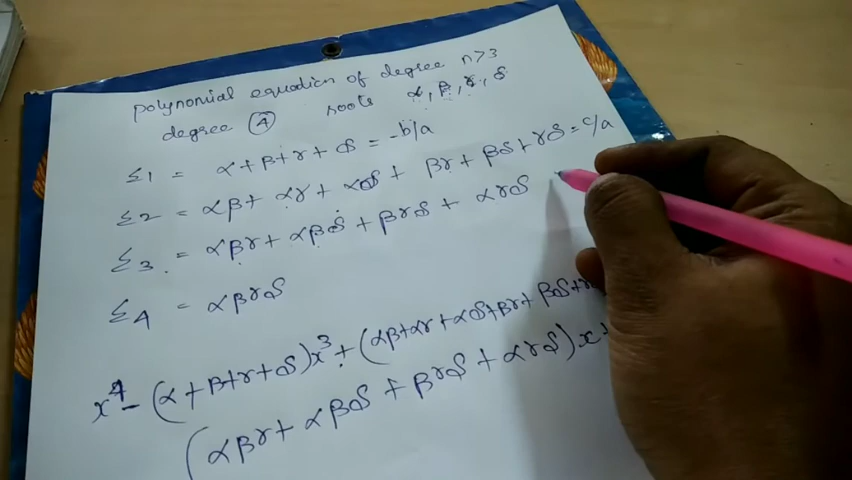 polynomial equation of degree n>3
degree 4 roots α, β, γ, δ
Σ1 = α+β+γ+δ = -b/a
Σ2 = αβ+ αγ+ αδ+ βγ+ βδ+γδ = c/a
Σ3 = αβγ+ αβδ+ βγδ+ αγδ
Σ4 = αβγδ
x⁴- (α+β+γ+δ)x³+(αβ+αγ+αδ+βγ+ βδ+
(αβγ+ αβδ + βγδ + αγδ)x+